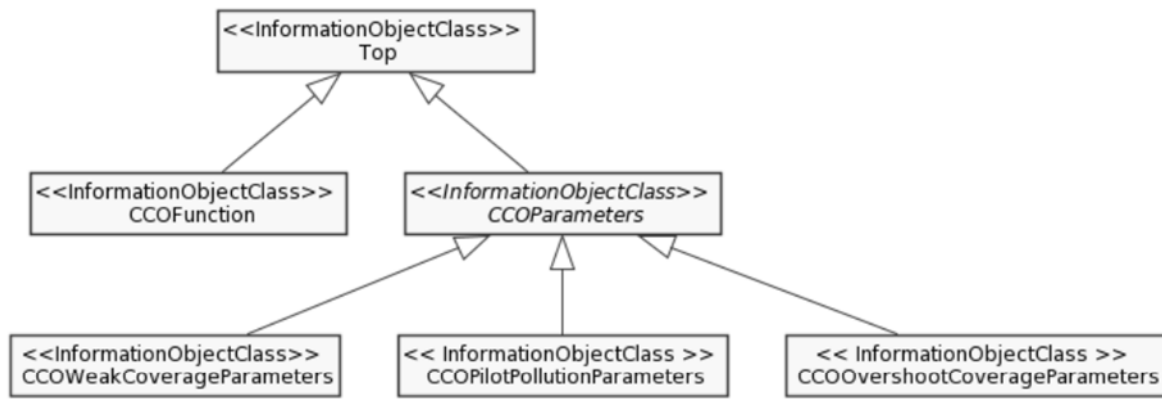 <<InformationObjectClass>>
Top
<<InformationObjectClass>>
CCOFunction
<<InformationObjectClass>>
CCOParameters
<<InformationObjectClass>>
CCOWeakCoverageParameters
<< InformationObjectClass >>
CCOPilotPollutionParameters
<< InformationObjectClass >>
CCOOvershootCoverageParameters